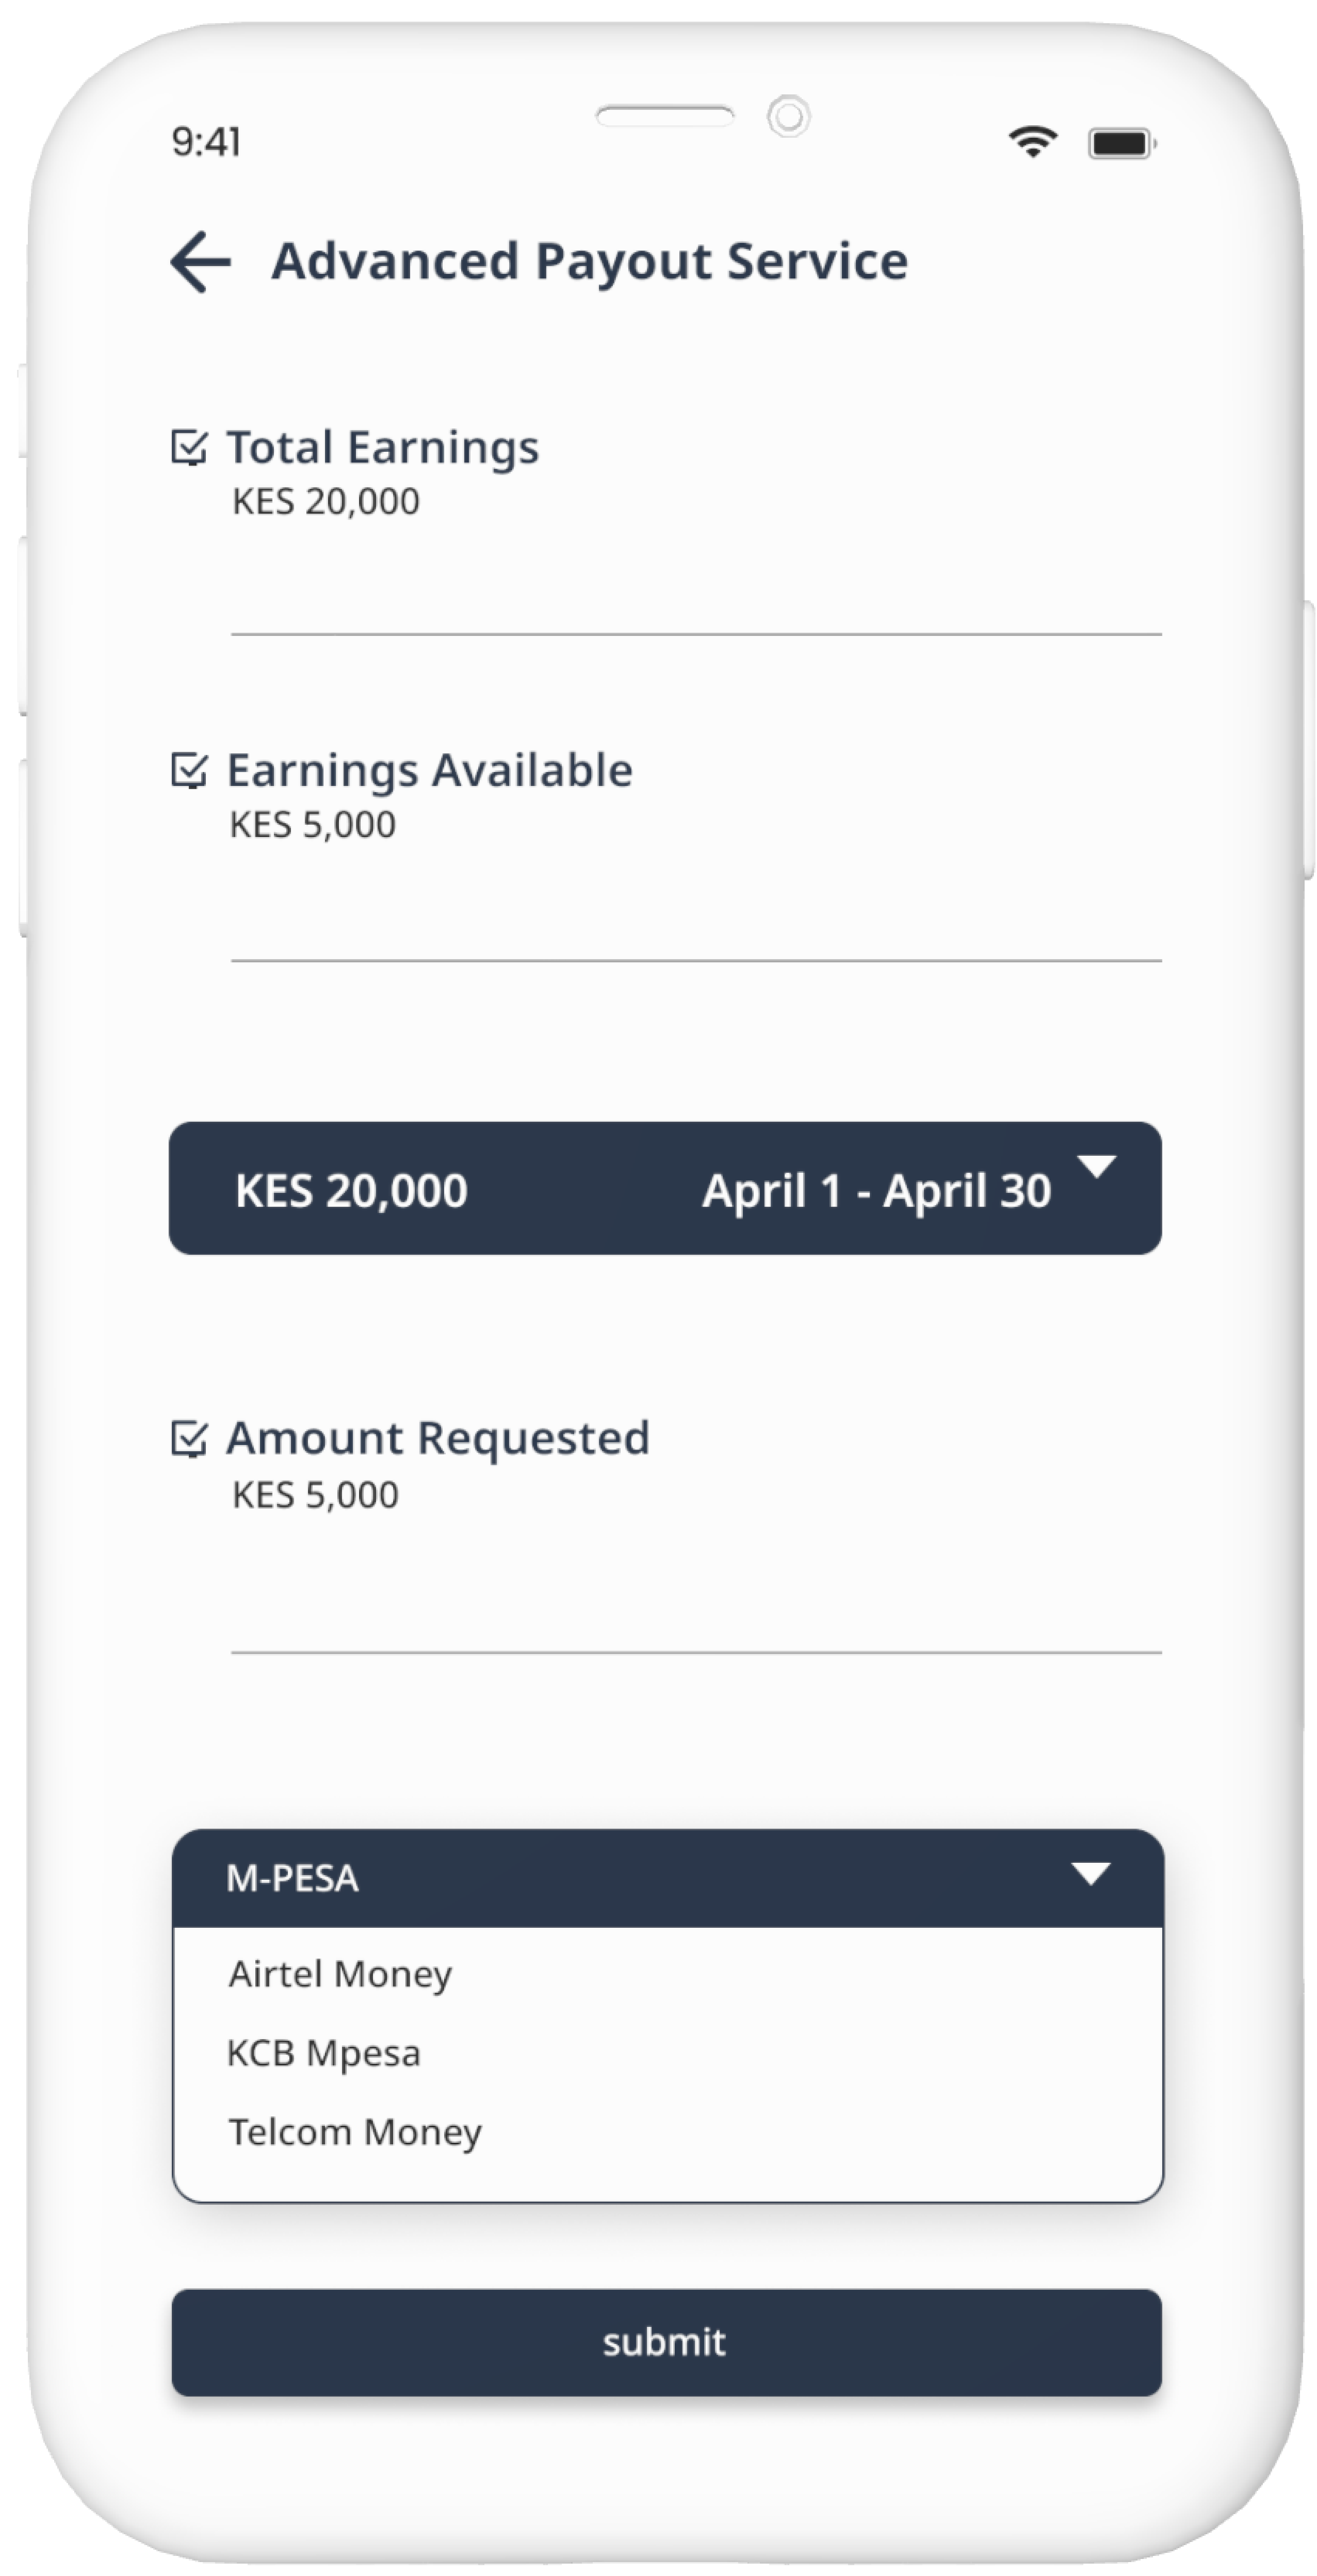 9:41
Advanced Payout Service
Total Earnings
KES 20,000
Earnings Available
KES 5,000
KES 20,000 April 1 - April 30
Amount Requested
KES 5,000
M-PESA
Airtel Money
KCB Mpesa
Telcom Money
submit